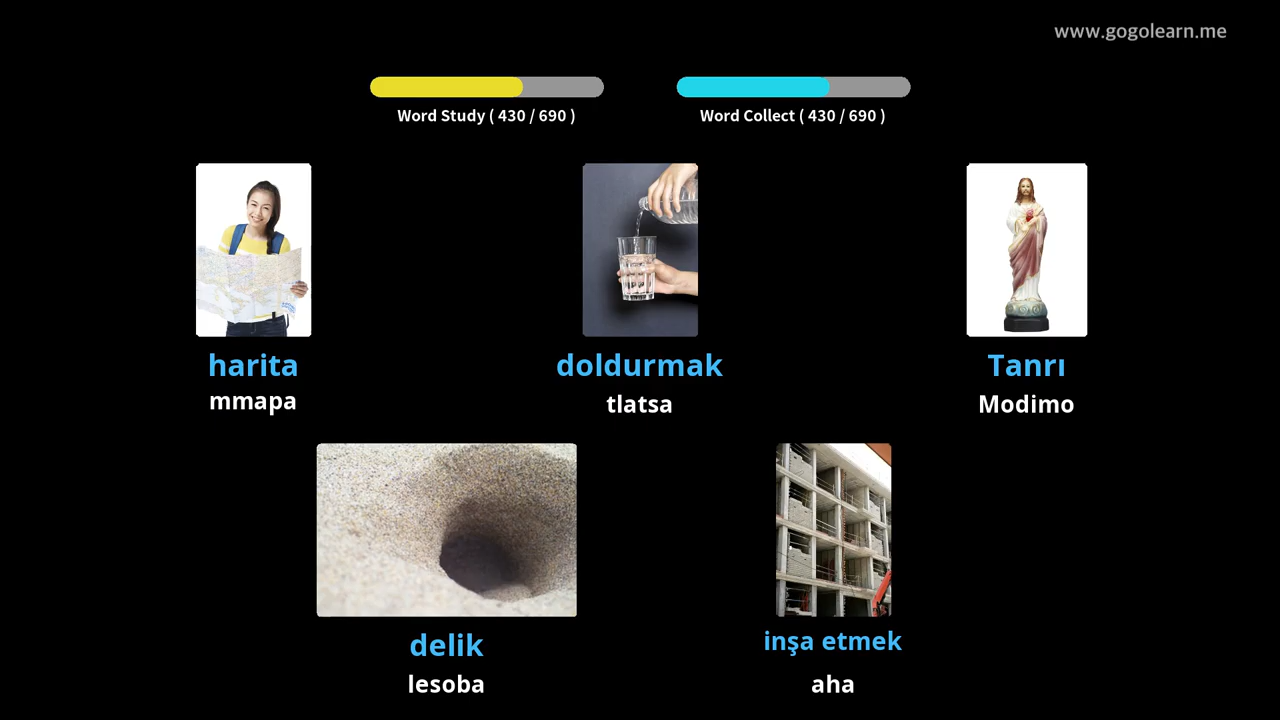 www.gogolearn.me
Word Study ( 430 / 690 )
Word Collect ( 430 / 690 )
harita
mmapa
doldurmak
tlatsa
Tanrı
Modimo
delik
lesoba
inşa etmek
aha